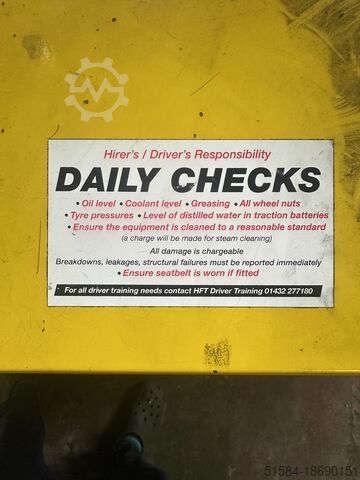 Hirer's / Driver's Responsibility
DAILY CHECKS
• Oil level • Coolant level • Greasing • All wheel nuts
• Tyre pressures • Level of distilled water in traction batteries
• Ensure the equipment is cleaned to a reasonable standard
(a charge will be made for steam cleaning)
All damage is chargeable
Breakdowns, leakages, structural failures must be reported immediately
• Ensure seatbelt is worn if fitted
For all driver training needs contact HFT Driver Training 01432 277180
51584-18690151